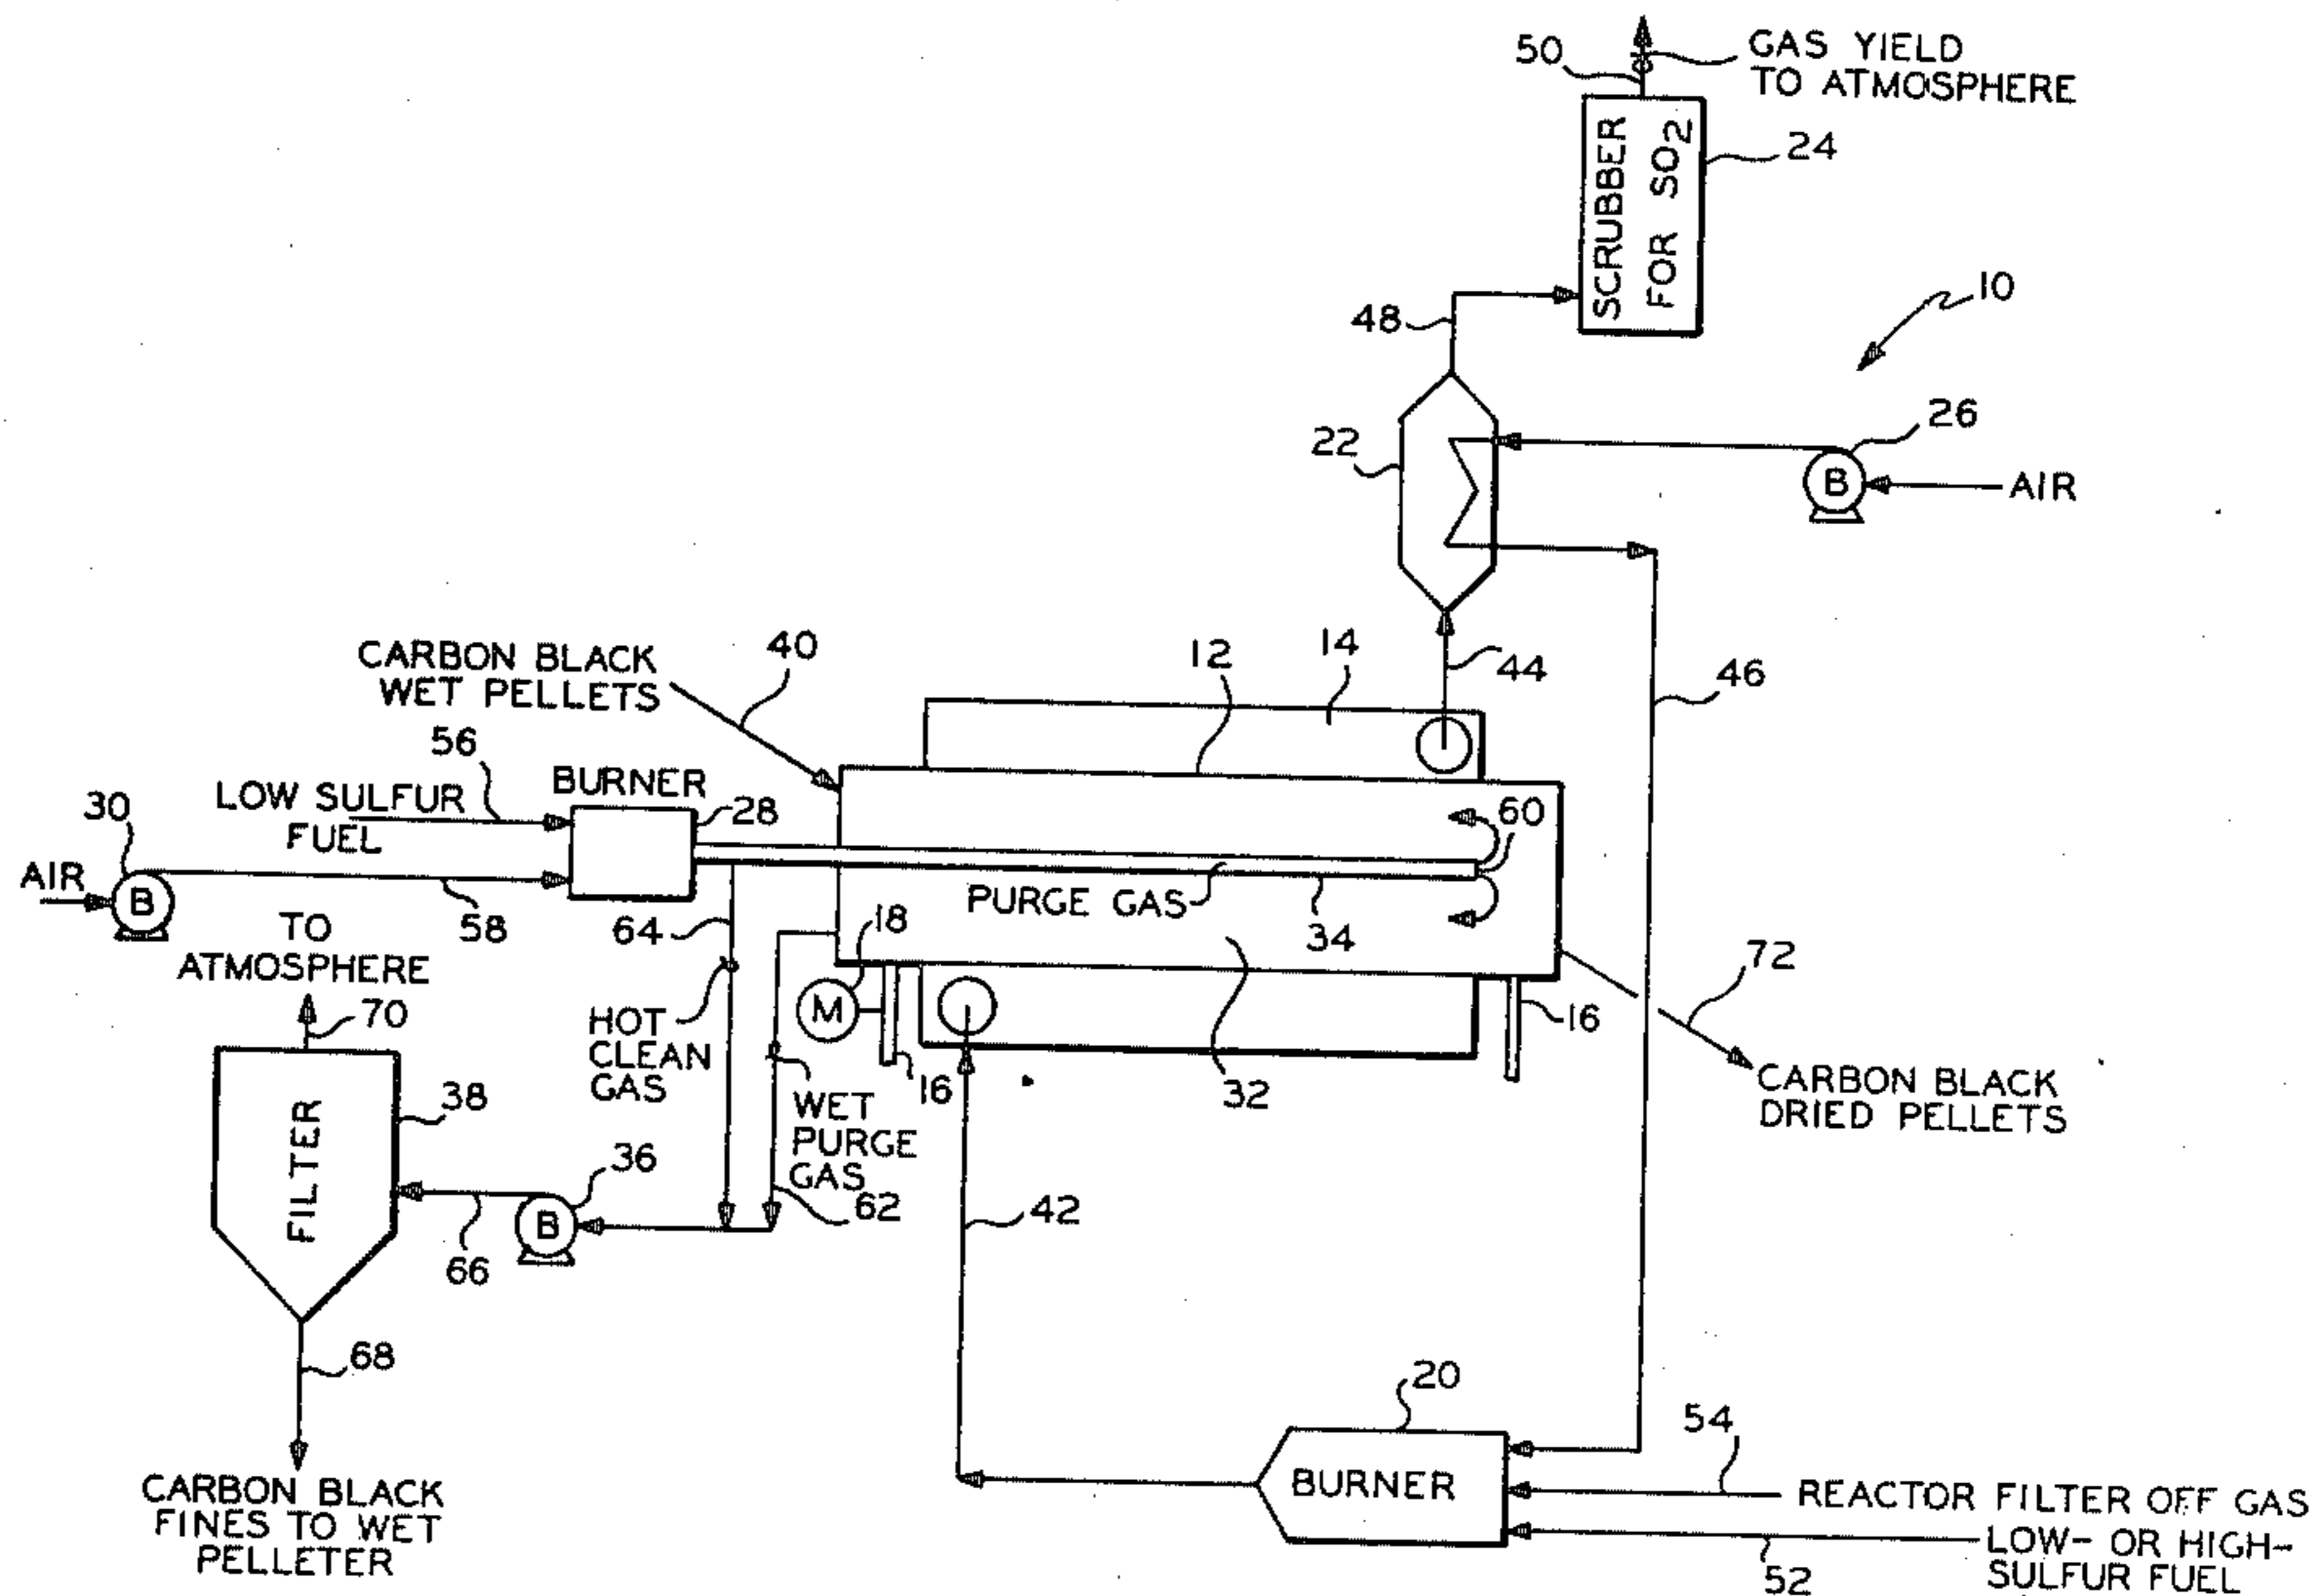 50
GAS YIELD
TO ATMOSPHERE
SCRUBBER
FOR SO2
24
10
48
22
26
B
AIR
CARBON BLACK
WET PELLETS
40
12
14
44
46
56
LOW SULFUR
FUEL
BURNER
28
30
AIR
B
58
60
PURGE GAS
34
64
18
M
TO
ATMOSPHERE
70
HOT
CLEAN
GAS
16
32
16
72
CARBON BLACK
DRIED PELLETS
WET
PURGE
GAS
62
38
FILTER
36
B
66
42
68
CARBON BLACK
FINES TO WET
PELLETER
20
BURNER
54
REACTOR FILTER OFF GAS
LOW- OR HIGH-
SULFUR FUEL
52